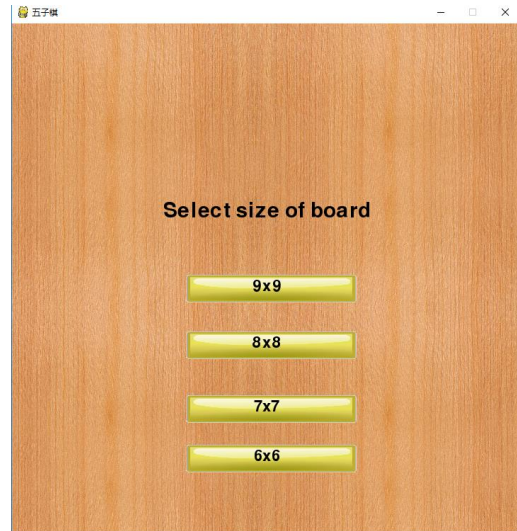 五子棋
Select size of board
9x9
8x8
7x7
6x6